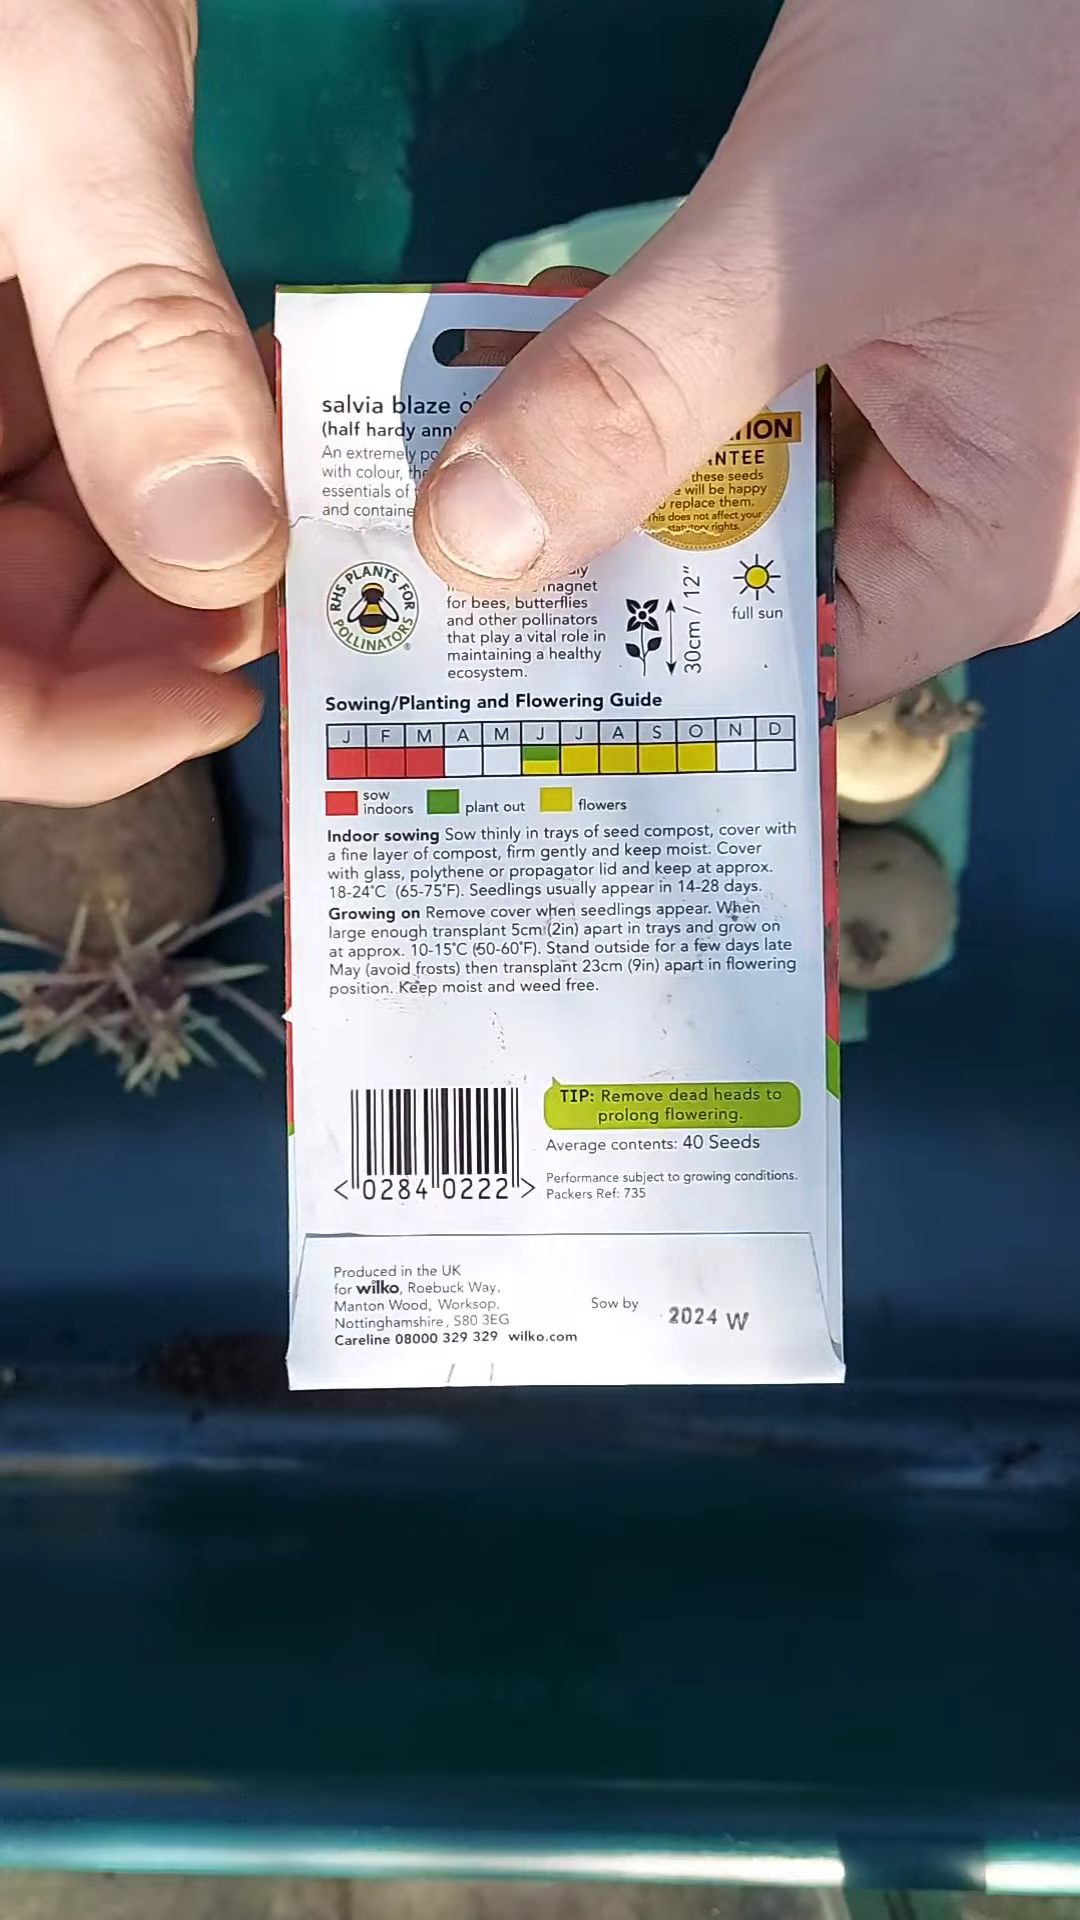 salvia blaze
(half hardy
An extremely
with colour,
essentials of
and
TION
NTEE
these seeds
will be happy
replace them.
This does not affect your
statutory rights.
RHS PLANTS FOR
POLLINATORS
magnet
for bees, butterflies
and other pollinators
that play a vital role in
maintaining a healthy
ecosystem.
30cm / 12"
full sun
Sowing/Planting and Flowering Guide
J F M A M J J A S O N D
sow
indoors
plant out
flowers
Indoor sowing Sow thinly in trays of seed compost, cover with
a fine layer of compost, firm gently and keep moist. Cover
with glass, polythene or propagator lid and keep at approx.
18-24°C (65-75°F). Seedlings usually appear in 14-28 days.
Growing on Remove cover when seedlings appear. When
large enough transplant 5cm (2in) apart in trays and grow on
at approx. 10-15°C (50-60°F). Stand outside for a few days late
May (avoid frosts) then transplant 23cm (9in) apart in flowering
position. Keep moist and weed free.
TIP: Remove dead heads to
prolong flowering.
Average contents: 40 Seeds
Performance subject to growing conditions.
Packers Ref: 735
<0284 0222>
Produced in the UK
for wilko, Roebuck Way,
Manton Wood, Worksop,
Nottinghamshire, S80 3EG
Careline 08000 329 329 wilko.com
Sow by
2024 W